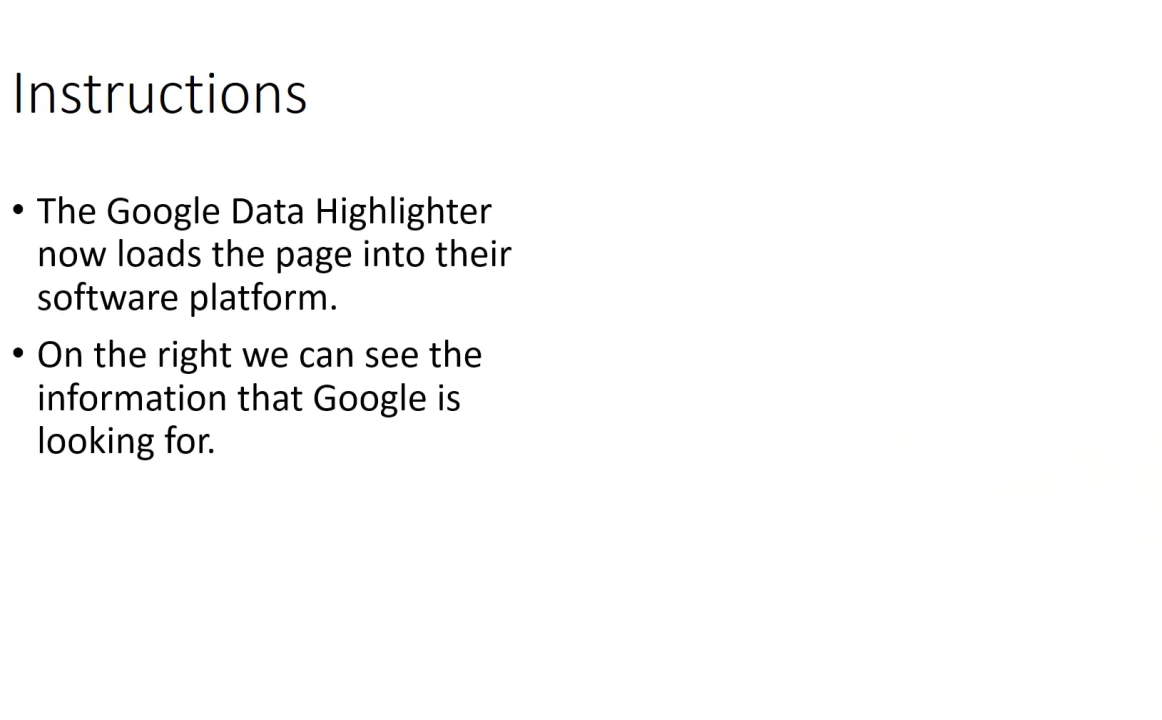 Instructions
• The Google Data Highlighter
now loads the page into their
software platform.
• On the right we can see the
information that Google is
looking for.